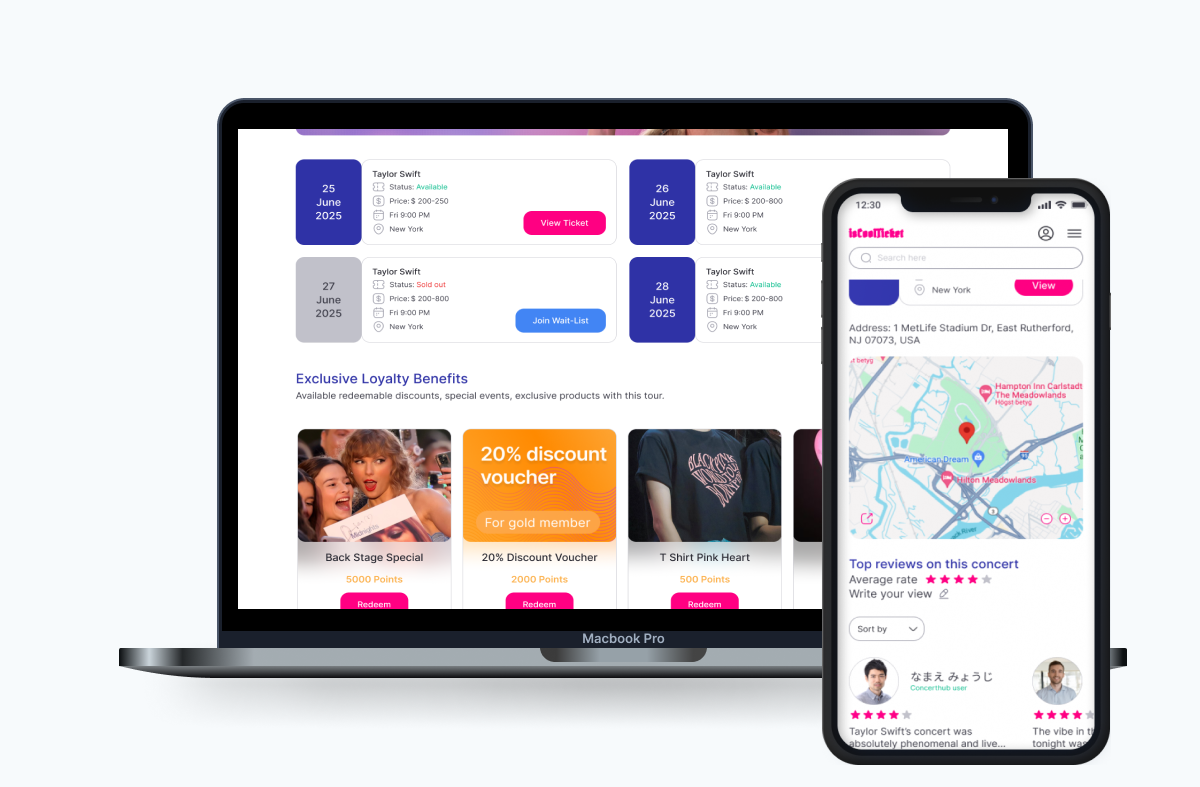 25
June
2025
Taylor Swift
Status: Available
Price: $ 200-250
Fri 9:00 PM
New York
View Ticket
26
June
2025
Taylor Swift
Status: Available
Price: $ 200-800
Fri 9:00 PM
New York
27
June
2025
Taylor Swift
Status: Sold out
Price: $ 200-800
Fri 9:00 PM
New York
Join Wait-List
28
June
2025
Taylor Swift
Status: Available
Price: $ 200-800
Fri 9:00 PM
New York
Exclusive Loyalty Benefits
Available redeemable discounts, special events, exclusive products with this tour.
Midnights
Back Stage Special
5000 Points
Redeem
20% discount
voucher
For gold member
20% Discount Voucher
2000 Points
Redeem
T Shirt Pink Heart
500 Points
Redeem
Macbook Pro
12:30
isCoolTicket
Search here
New York
View
Address: 1 MetLife Stadium Dr, East Rutherford,
NJ 07073, USA
t betyg
Hampton Inn Carlstadt
The Meadowlands
Högst betyg
American Dream
Hilton Meadowlands
3
River
Top reviews on this concert
Average rate
Write your view
Sort by
なまえ みょうじ
Concerthub user
Taylor Swift's concert was
absolutely phenomenal and live...
The vibe in th
tonight was